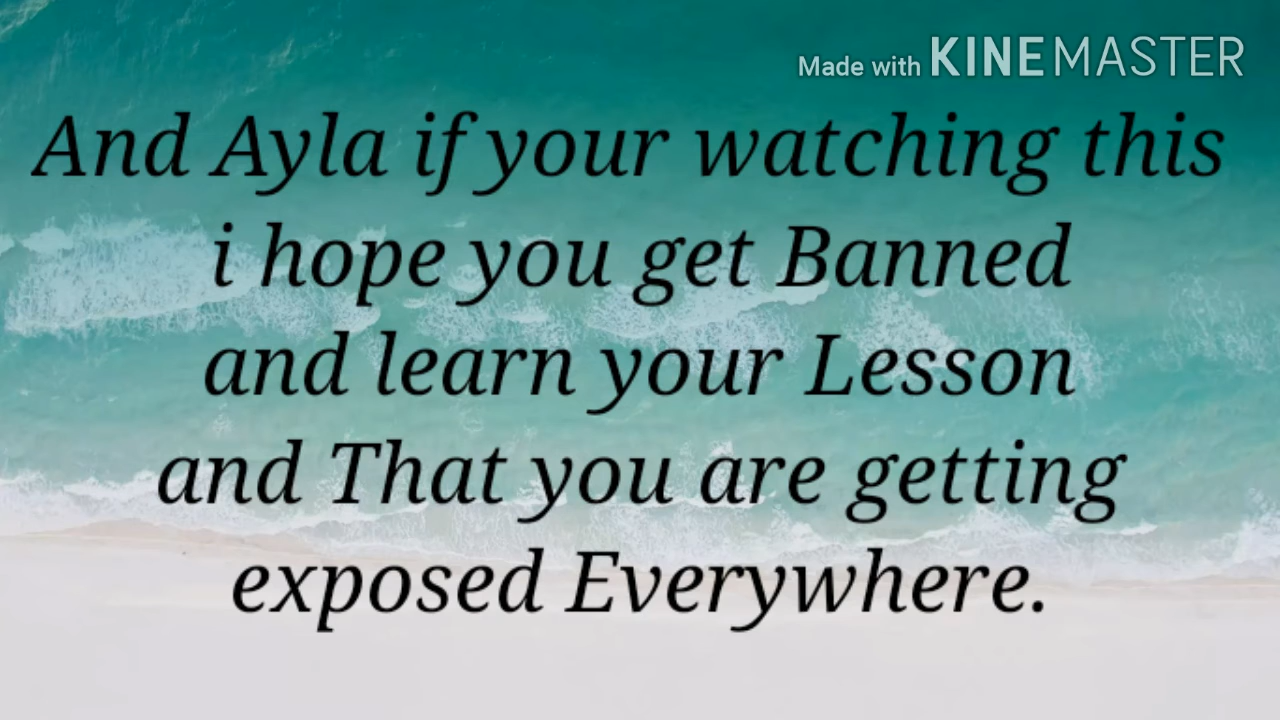 Made with KINEMASTER
And Ayla if your watching this
i hope you get Banned
and learn your Lesson
and That you are getting
exposed Everywhere.